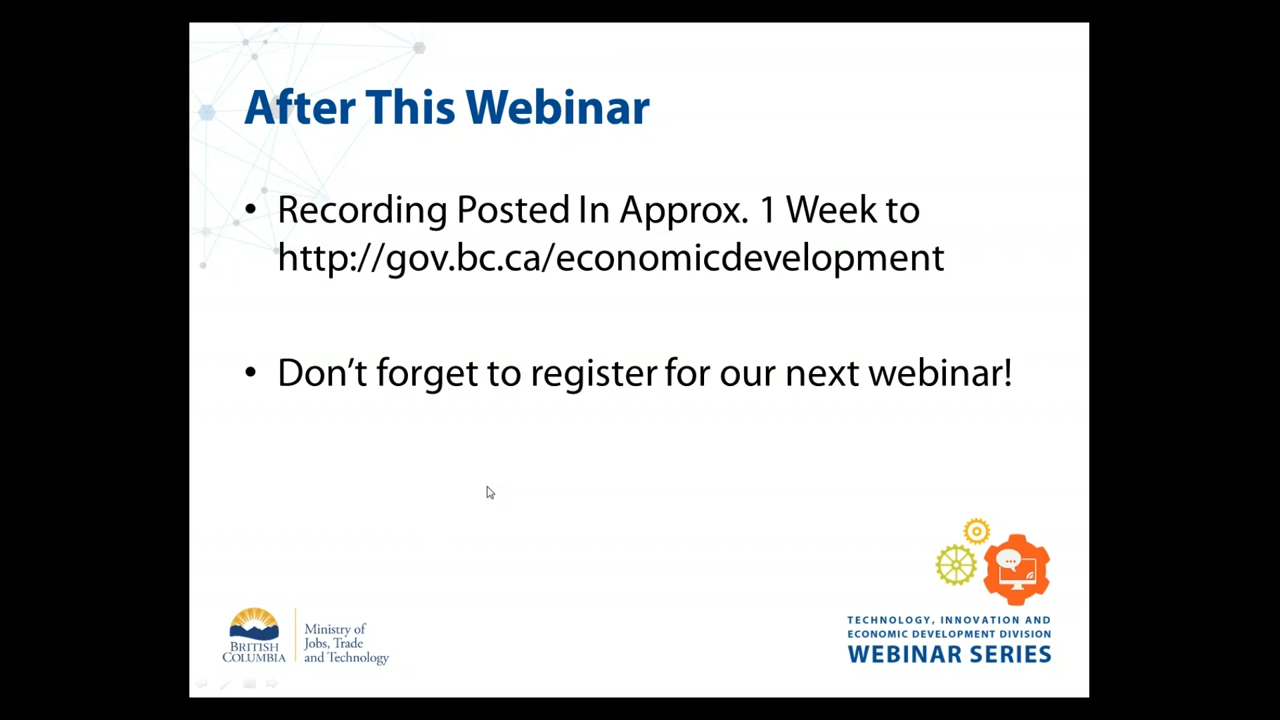 After This Webinar
• Recording Posted In Approx. 1 Week to
http://gov.bc.ca/economicdevelopment
• Don’t forget to register for our next webinar!
BRITISH
COLUMBIA
Ministry of
Jobs, Trade
and Technology
TECHNOLOGY, INNOVATION AND
ECONOMIC DEVELOPMENT DIVISION
WEBINAR SERIES